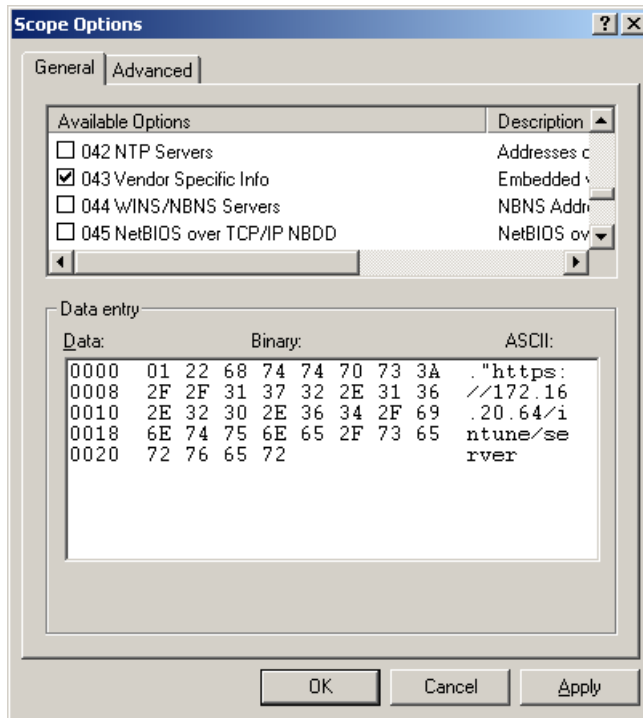 Scope Options
General Advanced
Available Options Description
042 NTP Servers Addresses
043 Vendor Specific Info Embedded
044 WINS/NBNS Servers NBNS
045 NetBIOS over TCP/IP NBDD NetBIOS
Data entry
Data: Binary: ASCII:
0000 01 22 68 74 74 70 73 3A ."https:
0008 2F 2F 31 37 32 2E 31 36 //172.16
0010 2E 32 30 2E 36 34 2F 69 .20.64/i
0018 6E 74 75 6E 65 2F 73 65 ntune/se
0020 72 76 65 72 rver
OK Cancel Apply